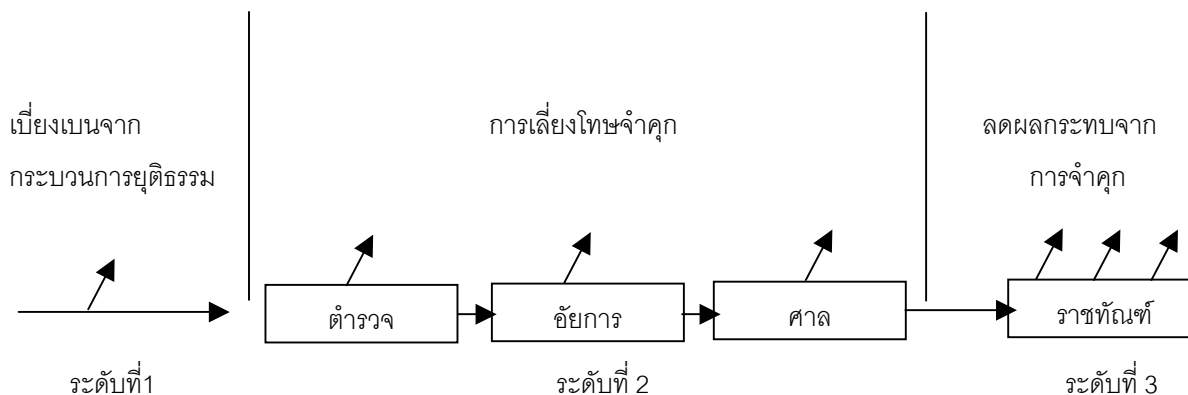 เบี่ยงเบนจาก
กระบวนการยุติธรรม
การเลี่ยงโทษจำคุก
ลดผลกระทบจาก
การจำคุก
ตำรวจ
อัยการ
ศาล
ราชทัณฑ์
ระดับที่1
ระดับที่ 2
ระดับที่ 3